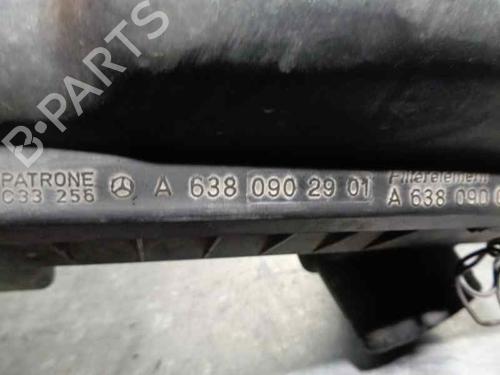 B-PARTS
PATRONE
C33 256
A 638 090 29 01
Filterelement
A 638 090